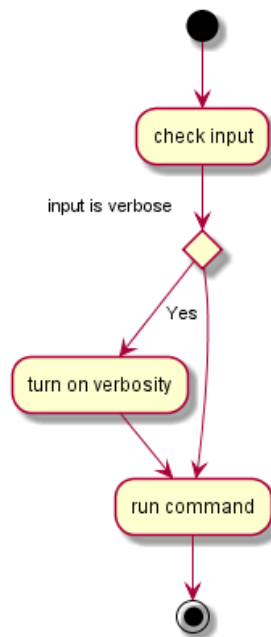 check input
input is verbose
Yes
turn on verbosity
run command